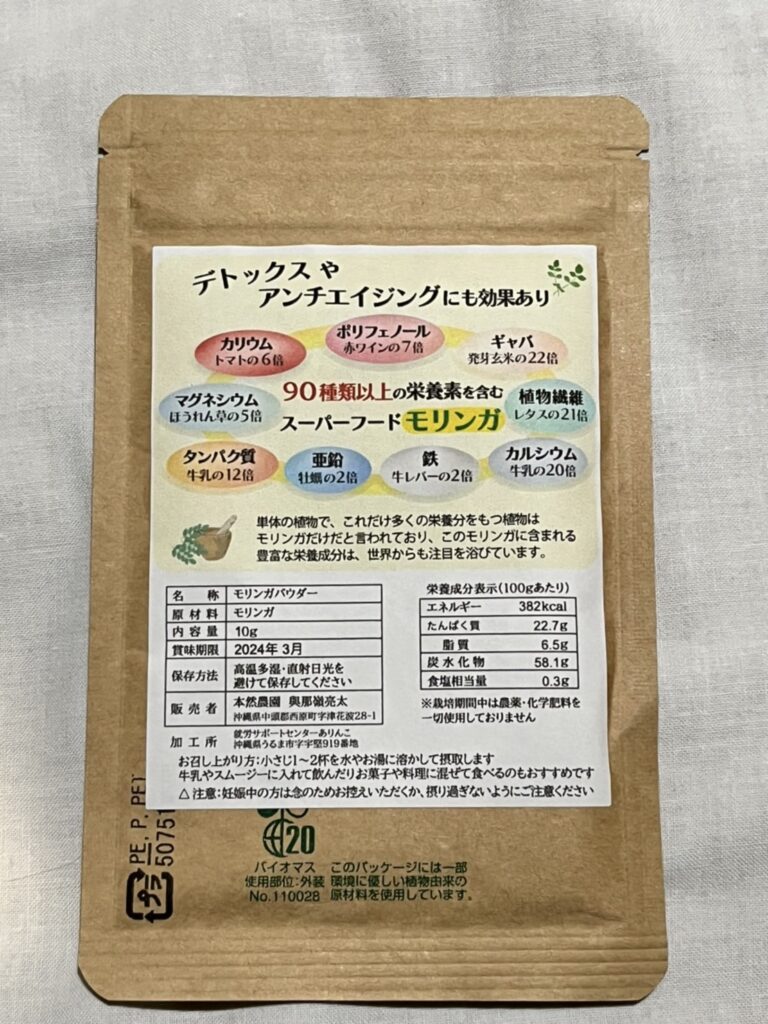 デトックスや
アンチエイジングにも効果あり
カリウム
トマトの6倍
ポリフェノール
赤ワインの7倍
ギャバ
発芽玄米の22倍
マグネシウム
ほうれん草の5倍
90種類以上の栄養素を含む
スーパーフードモリンガ
植物繊維
レタスの21倍
タンパク質
牛乳の12倍
亜鉛
牡蠣の2倍
鉄
牛レバーの2倍
カルシウム
牛乳の20倍
単体の植物で、これだけ多くの栄養分をもつ植物は
モリンガだけだと言われており、このモリンガに含まれる
豊富な栄養成分は、世界からも注目を浴びています。
名称 モリンガパウダー
原材料 モリンガ
内容量 10g
賞味期限 2024年3月
保存方法 高温多湿・直射日光を
避けて保存してください
販売者 本然農園 與那嶺亮太
沖縄県中頭郡西原町字津花波28-1
加工所 就労サポートセンターありんこ
沖縄県うるま市字宇堅919番地
栄養成分表示(100gあたり)
エネルギー 382kcal
たんぱく質 22.7g
脂質 6.5g
炭水化物 58.1g
食塩相当量 0.3g
※栽培期間中は農薬・化学肥料を
一切使用しておりません
お召し上がり方:小さじ1~2杯を水やお湯に溶かして摂取します
牛乳やスムージーに入れて飲んだりお菓子や料理に混ぜて食べるのもおすすめです
△注意:妊娠中の方は念のためお控えいただくか、摂り過ぎないようにご注意ください
プラ
PE, P, PET
5075
20
バイオマス
使用部位:外装
No.110028
このパッケージには一部
環境に優しい植物由来の
原材料を使用しています。